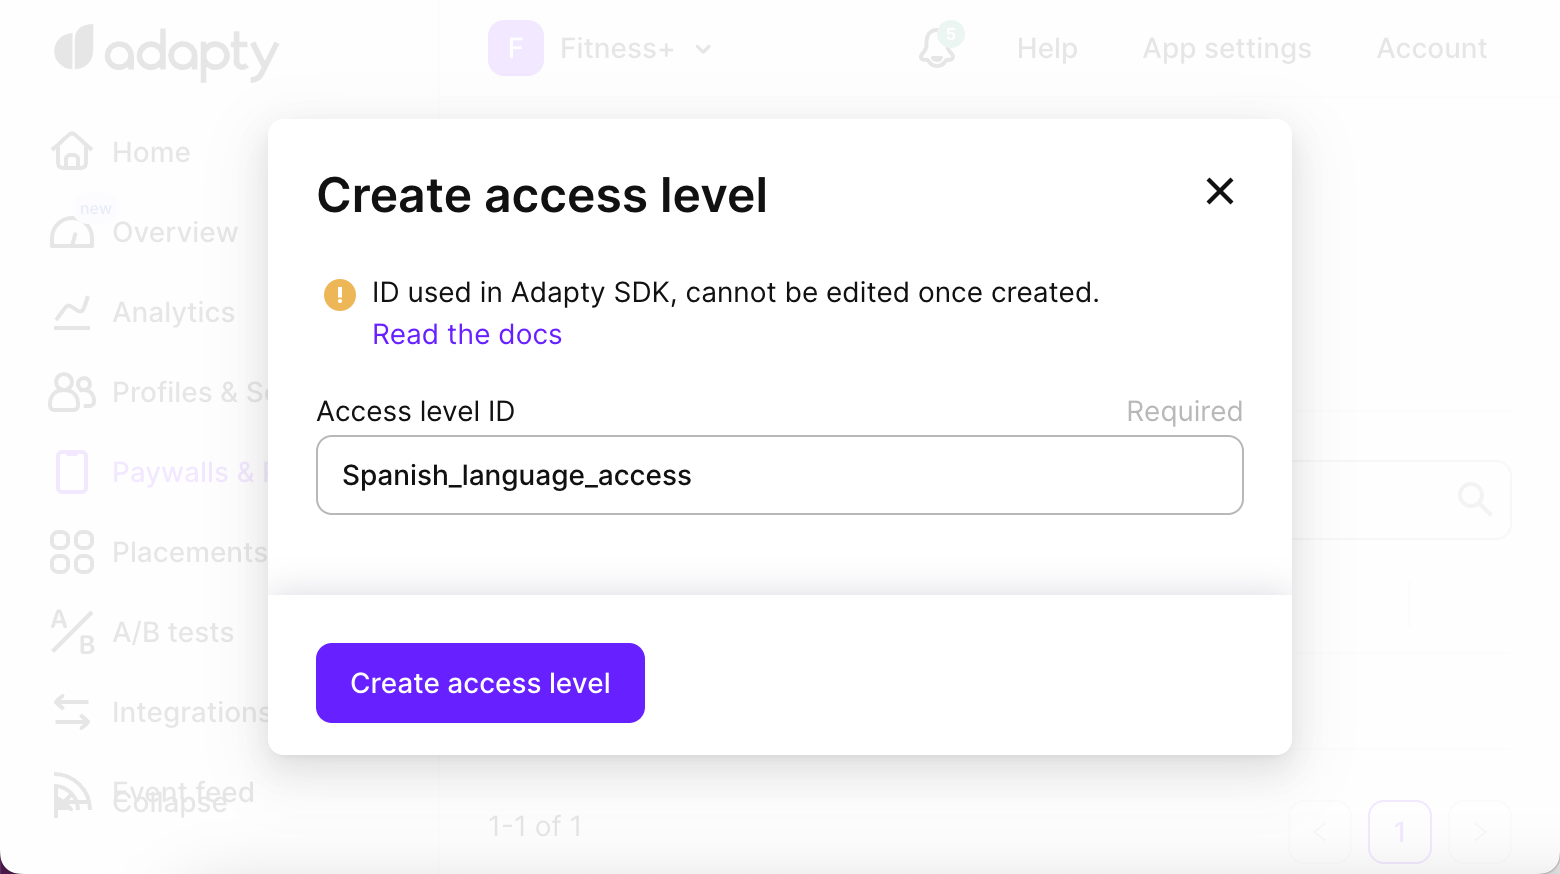 adapty
F Fitness+
5
Help
App settings
Account
Home
new
Overview
Analytics
Profiles &
Paywalls &
Placements
A/B tests
A B
Integrations
Event feed
Collapse
Create access level
ID used in Adapty SDK, cannot be edited once created.
Read the docs
Access level ID Required
Spanish_language_access
Create access level
1-1 of 1
1